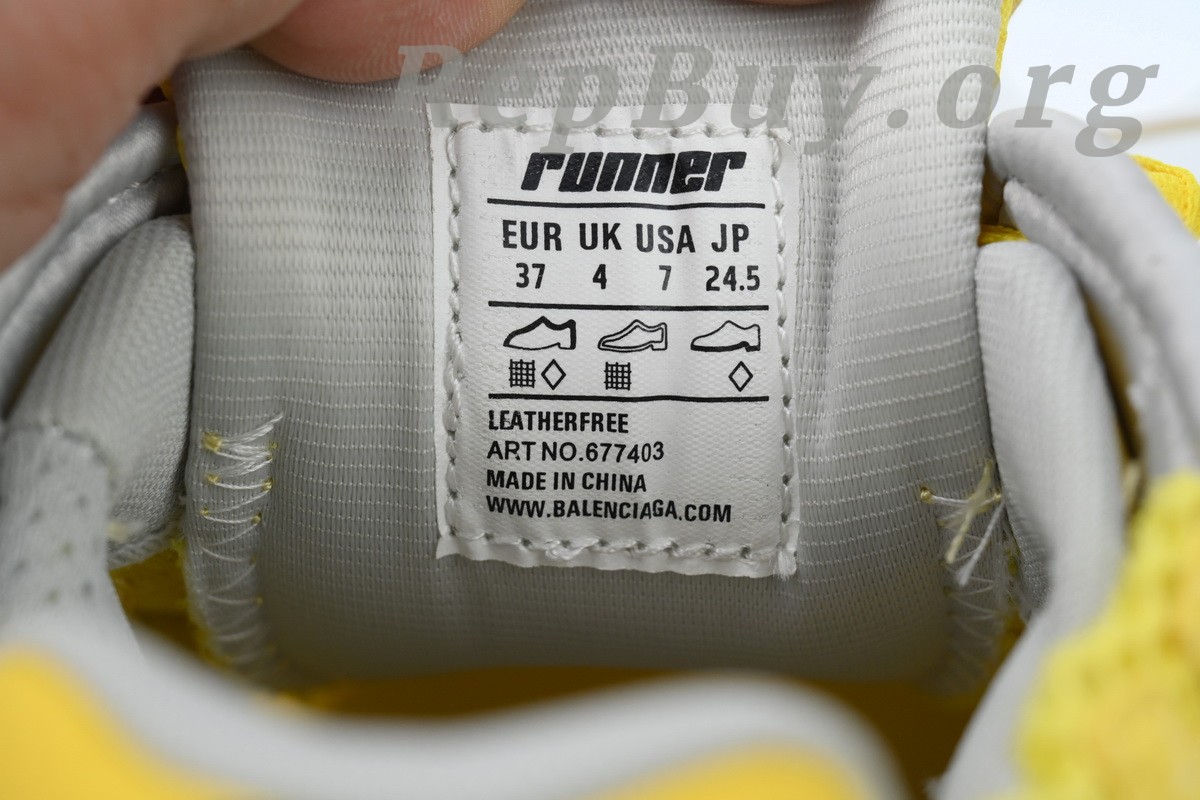 RepBuy.org
runner
EUR UK USA JP
37 4 7 24.5
LEATHERFREE
ART NO.677403
MADE IN CHINA
WWW.BALENCIAGA.COM